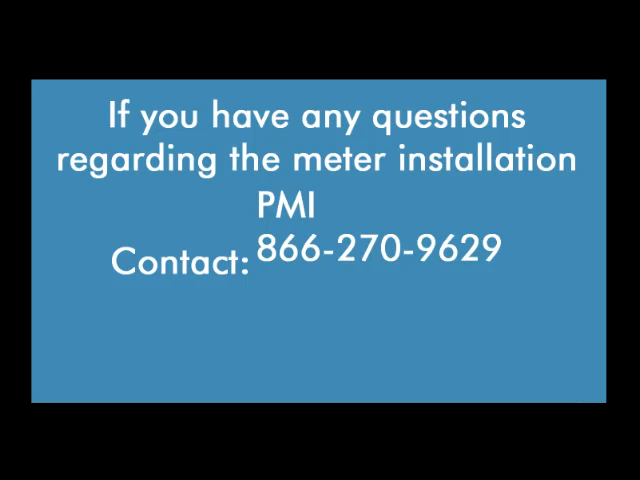 If you have any questions
regarding the meter installation
PMI
Contact: 866-270-9629